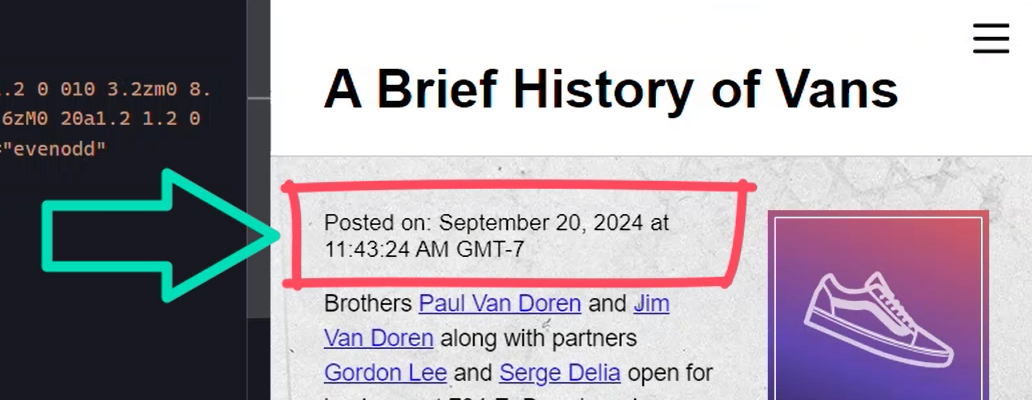 .2 0 010 3.2zm0 8.
6zM0 20a1.2 1.2 0
="evenodd"
A Brief History of Vans
Posted on: September 20, 2024 at
11:43:24 AM GMT-7
Brothers Paul Van Doren and Jim
Van Doren along with partners
Gordon Lee and Serge Delia open for